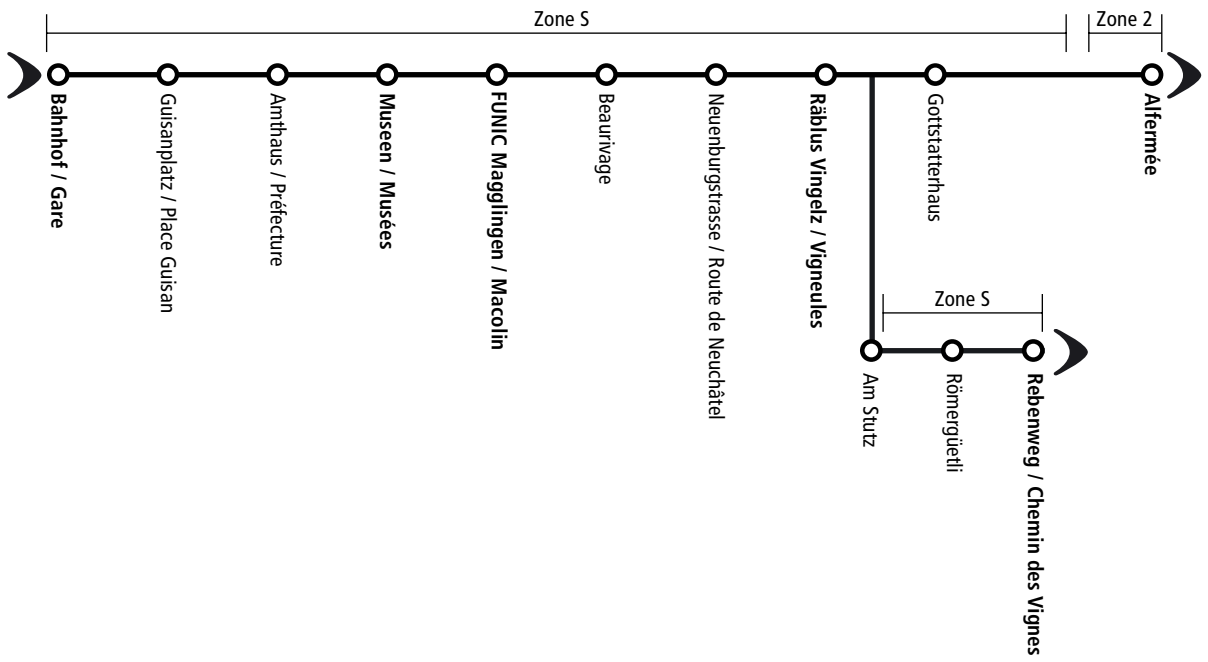 Zone S
Zone 2
Bahnhof / Gare
Guisanplatz / Place Guisan
Amthaus / Préfecture
Museen / Musées
FUNIC Magglingen / Macolin
Beaurivage
Neuenburgstrasse / Route de Neuchâtel
Räblus Vingelz / Vigneules
Gottstatterhaus
Alfermée
Zone S
Am Stutz
Römergüetli
Rebenweg / Chemin des Vignes